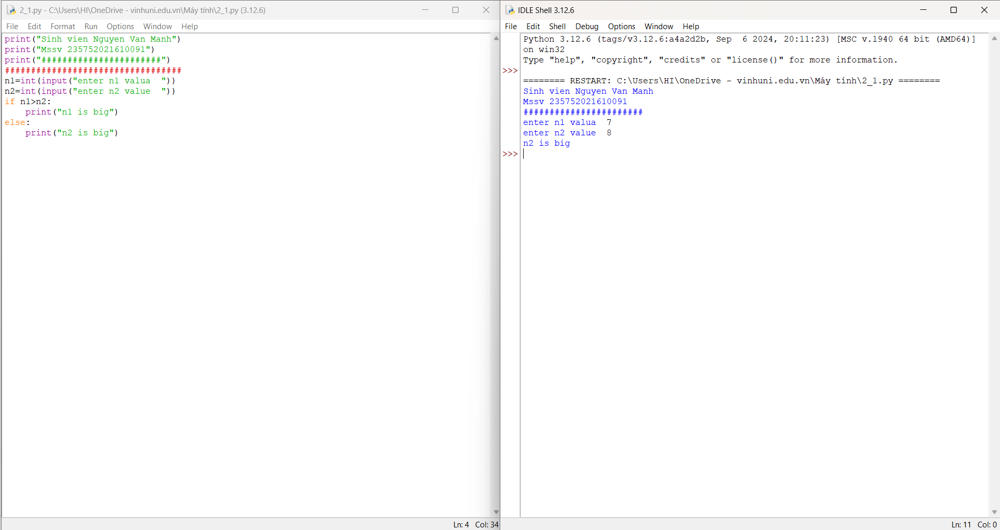 2_1.py - C:\Users\HI\OneDrive - vinhuni.edu.vn\Máy tính\2_1.py (3.12.6)
File Edit Format Run Options Window Help
print("Sinh vien Nguyen Van Manh")
print("Mssv 235752021610091")
print("#######################")
##################################
n1=int(input("enter n1 valua  "))
n2=int(input("enter n2 value  "))
if n1>n2:
    print("n1 is big")
else:
    print("n2 is big")
Ln: 4 Col: 34
IDLE Shell 3.12.6
File Edit Shell Debug Options Window Help
Python 3.12.6 (tags/v3.12.6:a4a2d2b, Sep  6 2024, 20:11:23) [MSC v.1940 64 bit (AMD64)]
on win32
Type "help", "copyright", "credits" or "license()" for more information.
>>>
======== RESTART: C:\Users\HI\OneDrive - vinhuni.edu.vn\Máy tính\2_1.py ========
Sinh vien Nguyen Van Manh
Mssv 235752021610091
#######################
enter n1 valua  7
enter n2 value  8
n2 is big
>>>
Ln: 11 Col: 0